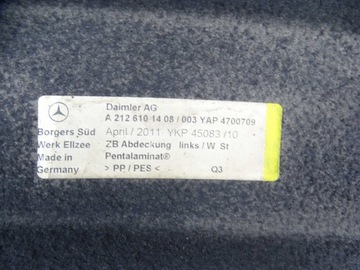 Daimler AG
A 212 610 14 08 / 003 YAP 4700709
Borgers Süd April / 2011 YKP 45083 /10
Werk Ellzee ZB Abdeckung links / W St
Made in Pentalaminat®
Germany > PP / PES < Q3